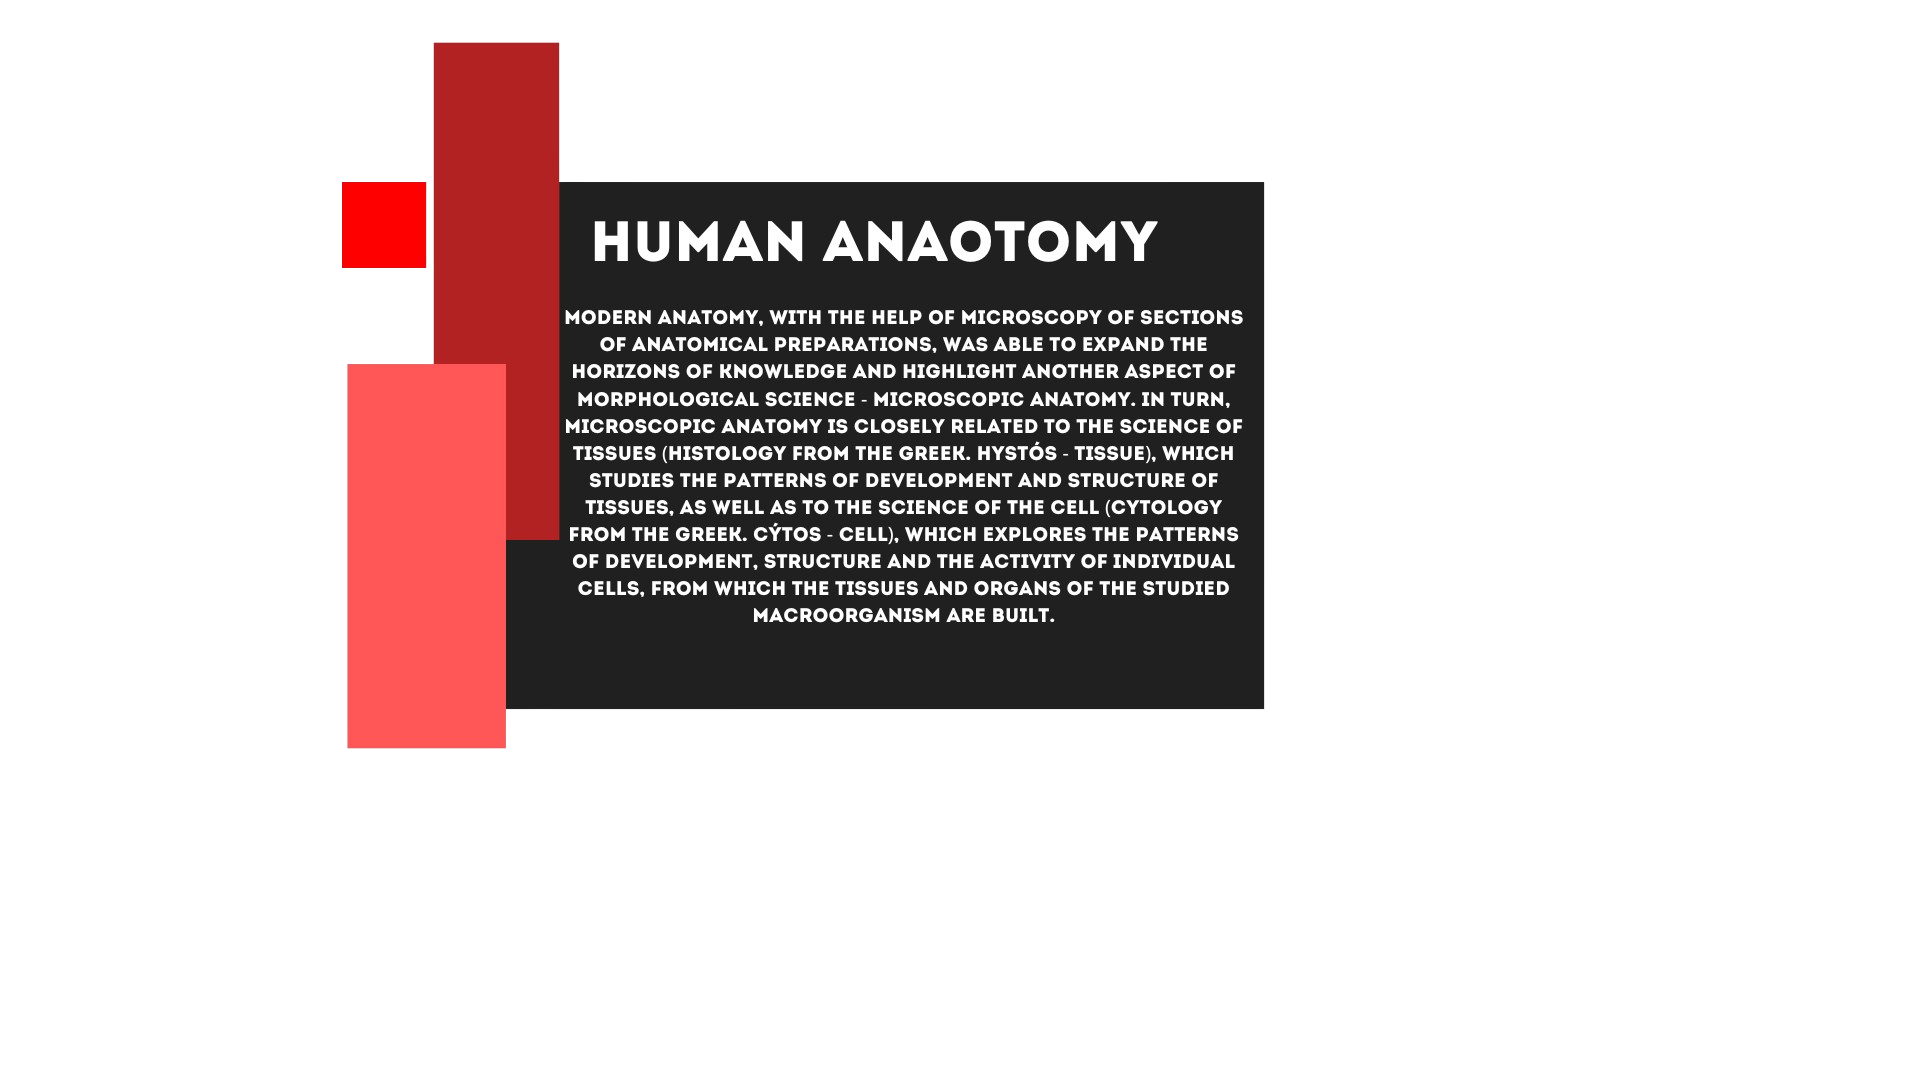 HUMAN ANAOTOMY
MODERN ANATOMY, WITH THE HELP OF MICROSCOPY OF SECTIONS
OF ANATOMICAL PREPARATIONS, WAS ABLE TO EXPAND THE
HORIZONS OF KNOWLEDGE AND HIGHLIGHT ANOTHER ASPECT OF
MORPHOLOGICAL SCIENCE - MICROSCOPIC ANATOMY. IN TURN,
MICROSCOPIC ANATOMY IS CLOSELY RELATED TO THE SCIENCE OF
TISSUES (HISTOLOGY FROM THE GREEK. HYSTÓS - TISSUE), WHICH
STUDIES THE PATTERNS OF DEVELOPMENT AND STRUCTURE OF
TISSUES, AS WELL AS TO THE SCIENCE OF THE CELL (CYTOLOGY
FROM THE GREEK. CÝTOS - CELL), WHICH EXPLORES THE PATTERNS
OF DEVELOPMENT, STRUCTURE AND THE ACTIVITY OF INDIVIDUAL
CELLS, FROM WHICH THE TISSUES AND ORGANS OF THE STUDIED
MACROORGANISM ARE BUILT.